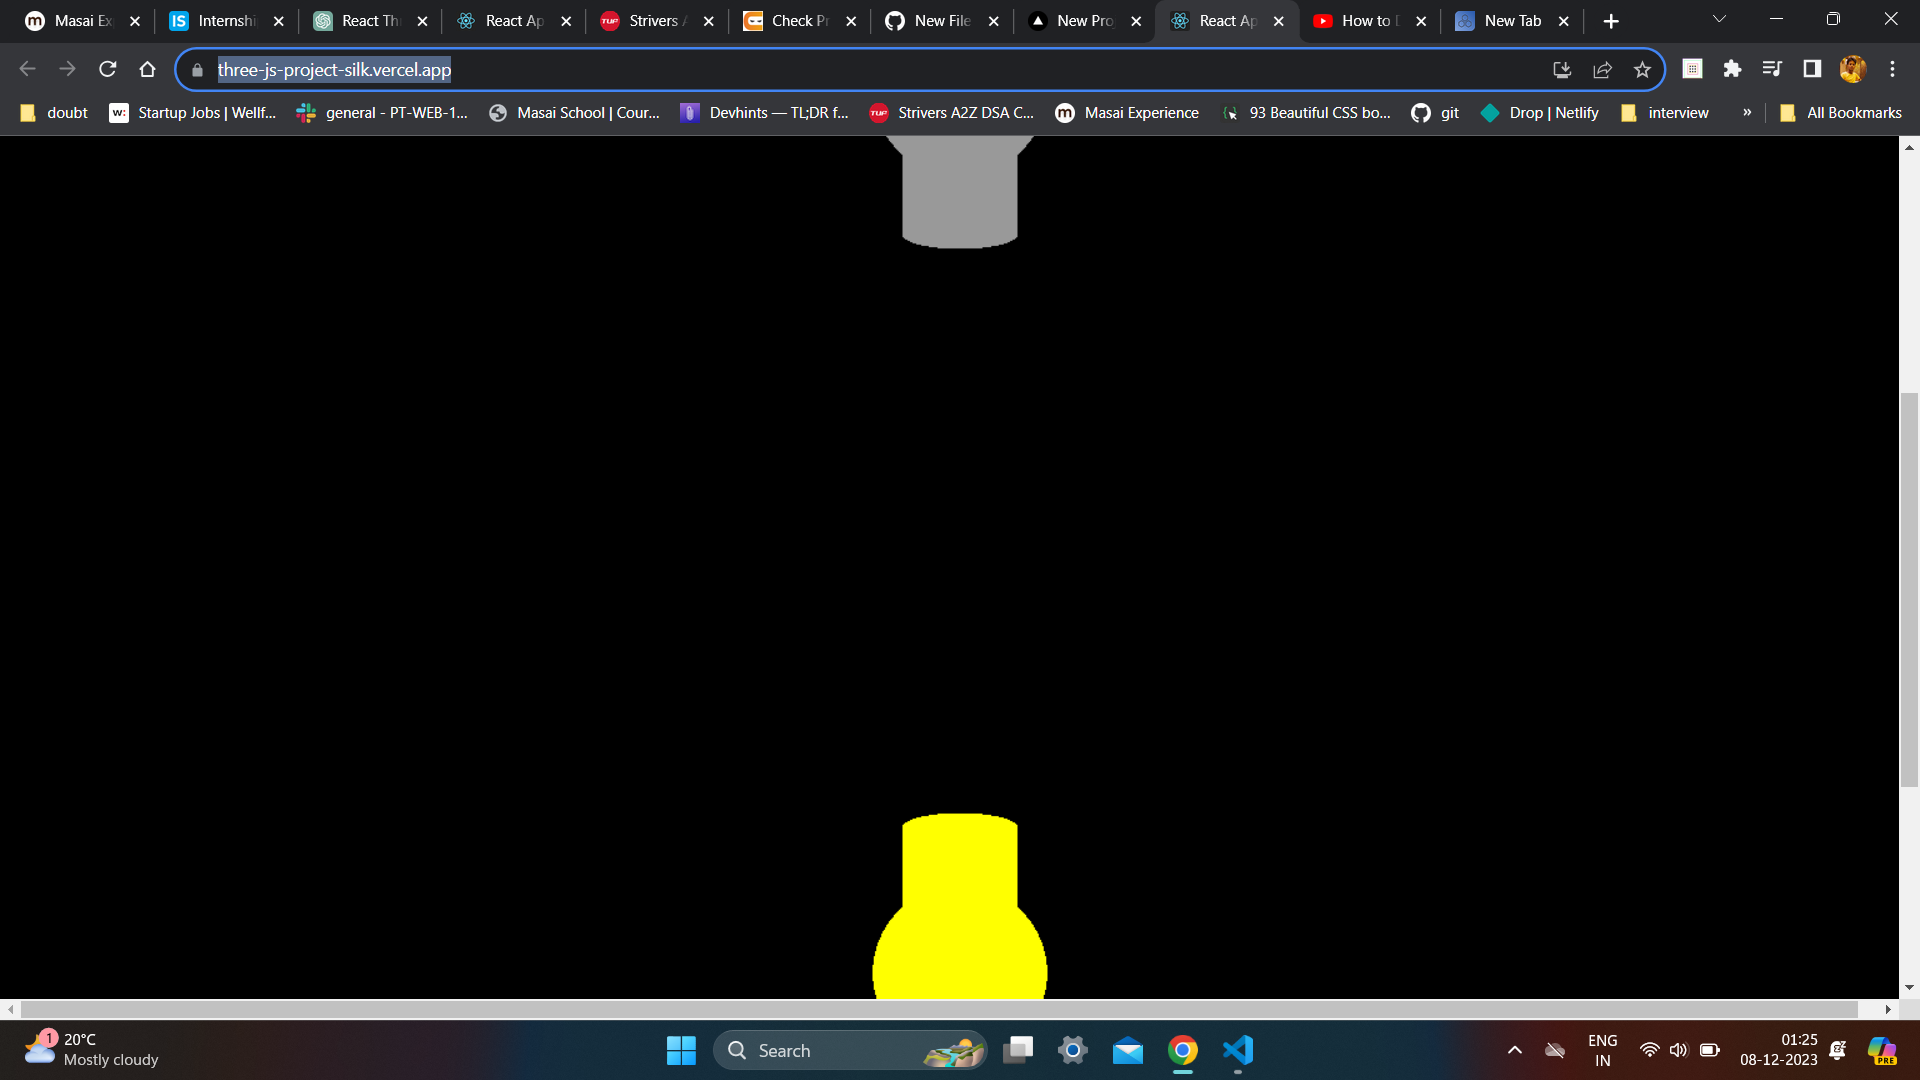 Masai Ex
Internshi
React Th
React Ap
Strivers A
Check Pr
New File
New Pro
React Ap
How to D
New Tab
three-js-project-silk.vercel.app
doubt
w: Startup Jobs | Wellf...
general - PT-WEB-1...
Masai School | Cour...
Devhints — TL;DR f...
TUF Strivers A2Z DSA C...
m Masai Experience
93 Beautiful CSS bo...
git
Drop | Netlify
interview
»
All Bookmarks
1
20°C
Mostly cloudy
Search
ENG
IN
01:25
08-12-2023
PRE